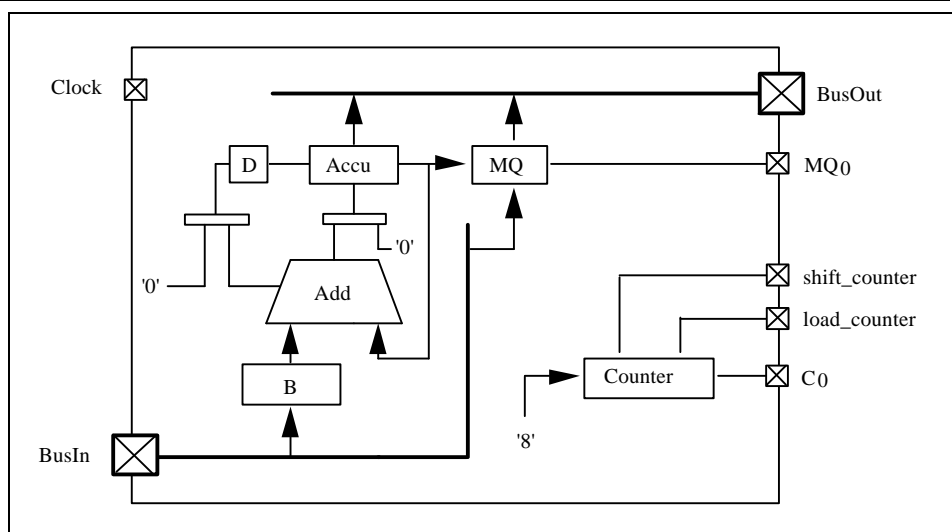 Clock
BusOut
D
Accu
MQ
MQ0
'0'
'0'
Add
shift_counter
load_counter
B
Counter
C0
'8'
BusIn